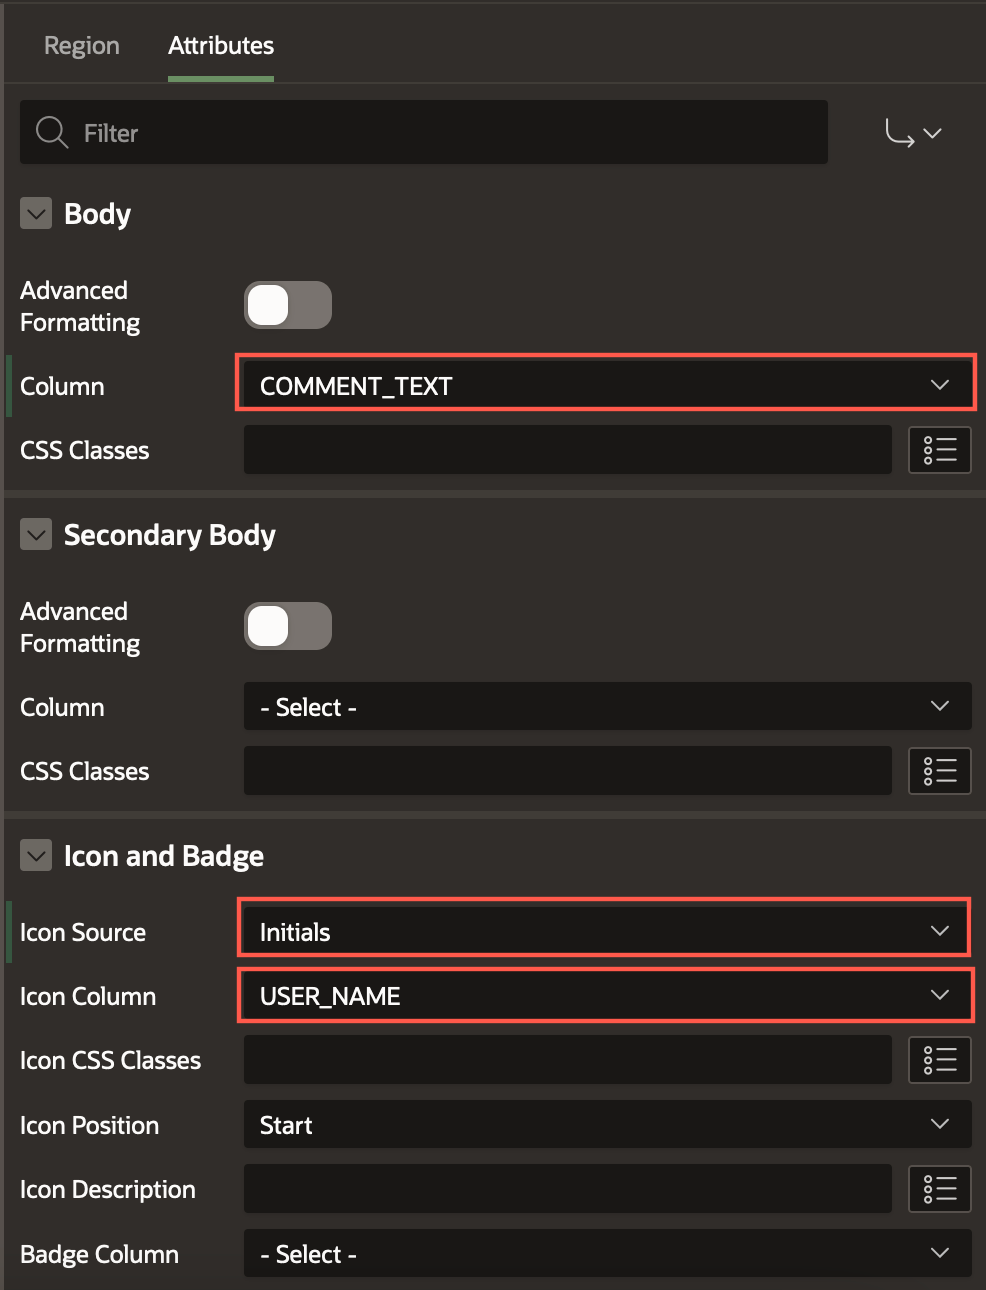 Region Attributes
Filter
Body
Advanced
Formatting
Column COMMENT_TEXT
CSS Classes
Secondary Body
Advanced
Formatting
Column - Select -
CSS Classes
Icon and Badge
Icon Source Initials
Icon Column USER_NAME
Icon CSS Classes
Icon Position Start
Icon Description
Badge Column - Select -